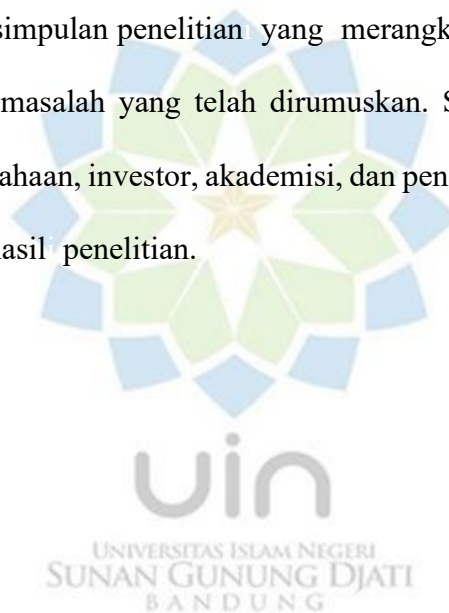 simpulan penelitian yang merangk
masalah yang telah dirumuskan. S
ahaan, investor, akademisi, dan pen
asil penelitian.
uin
UNIVERSITAS ISLAM NEGERI
SUNAN GUNUNG DJATI
BANDUNG